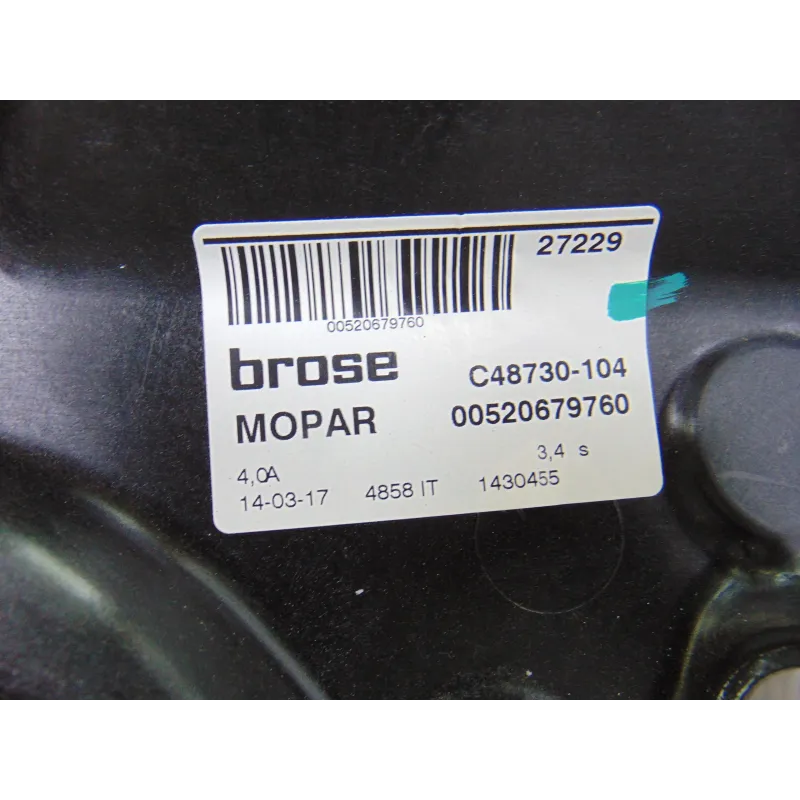 27229
00520679760
brose C48730-104
MOPAR 00520679760
4,0A 3,4 s
14-03-17 4858 IT 1430455